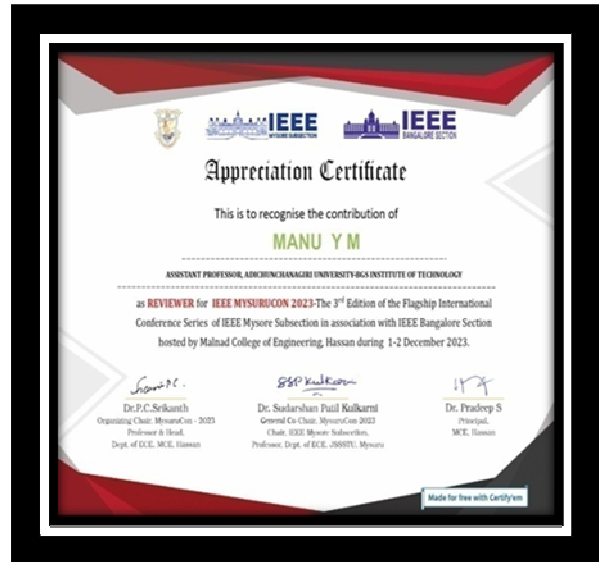 IEEE
MYSORE SUBSECTION
IEEE
BANGALORE SECTION
Appreciation Certificate
This is to recognise the contribution of
MANU Y M
ASSISTANT PROFESSOR, ADICHUNCHANAGIRI UNIVERSITY-BGS INSTITUTE OF TECHNOLOGY
as REVIEWER for IEEE MYSURUCON 2023-The 3rd Edition of the Flagship International
Conference Series of IEEE Mysore Subsection in association with IEEE Bangalore Section
hosted by Malnad College of Engineering, Hassan during 1-2 December 2023.
SSP Kulkarni
Dr.P.C.Srikanth
Organizing Chair, MysuruCon - 2023
Professor & Head,
Dept. of ECE, MCE, Hassan
Dr. Sudarshan Patil Kulkarni
General Co Chair, MysuruCon 2023
Chair, IEEE Mysore Subsection,
Professor, Dept. of ECE, JSSSTU, Mysuru
Dr. Pradeep S
Principal,
MCE, Hassan
Made for free with Certify'em